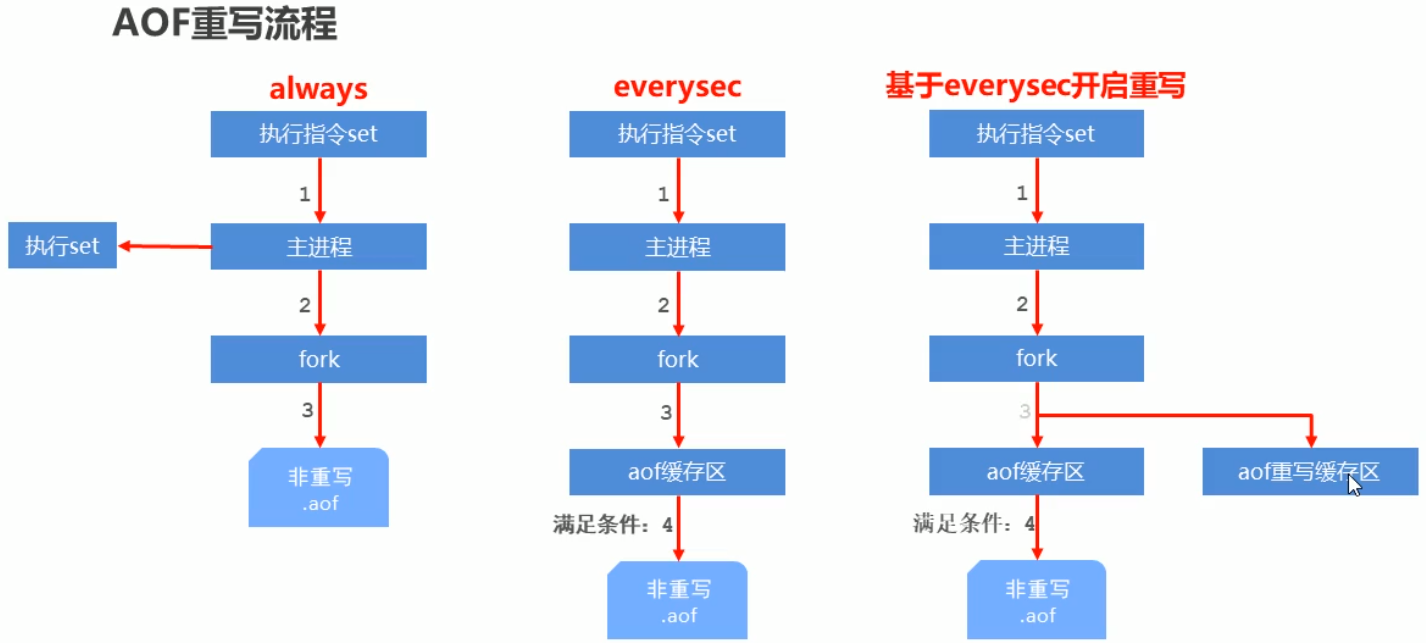 AOF重写流程
always
执行指令set
1
执行set
主进程
2
fork
3
非重写
.aof
everysec
执行指令set
1
主进程
2
fork
3
aof缓存区
满足条件：4
非重写
.aof
基于everysec开启重写
执行指令set
1
主进程
2
fork
3
aof缓存区
aof重写缓存区
满足条件：4
非重写
.aof